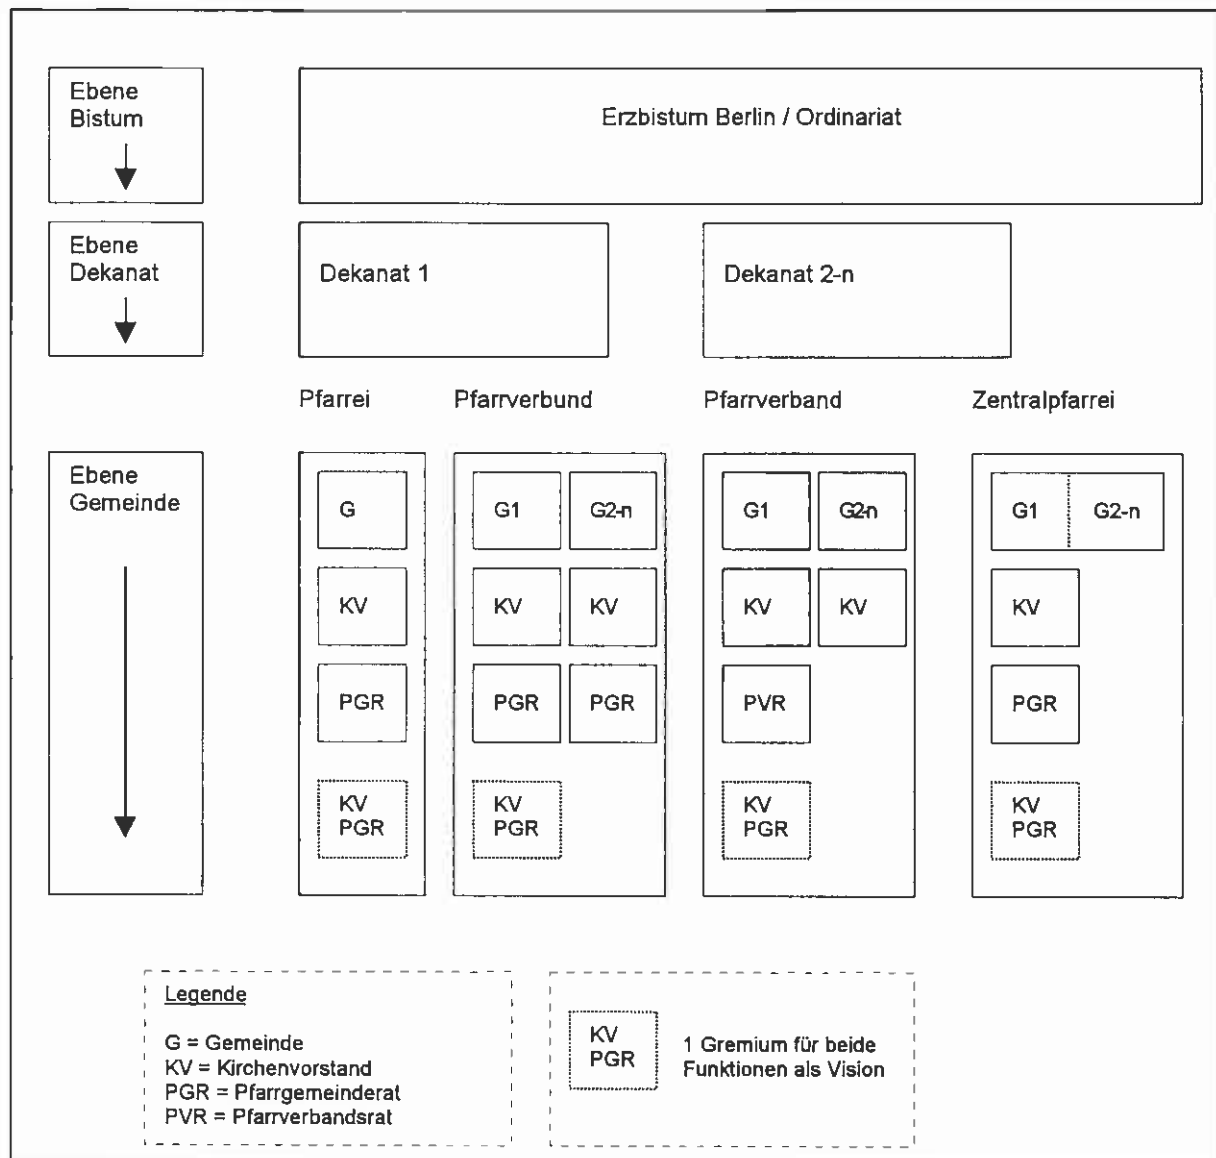 Ebene
Bistum
Erzbistum Berlin / Ordinariat
Ebene
Dekanat
Dekanat 1
Dekanat 2-n
Pfarrei
Pfarrverbund
Pfarrverband
Zentralpfarrei
Ebene
Gemeinde
G
G1
G2-n
G1
G2-n
G1
G2-n
KV
KV
KV
KV
KV
KV
PGR
PGR
PGR
PVR
PGR
KV
PGR
KV
PGR
KV
PGR
KV
PGR
Legende
G = Gemeinde
KV = Kirchenvorstand
PGR = Pfarrgemeinderat
PVR = Pfarrverbandsrat
KV
PGR
1 Gremium für beide
Funktionen als Vision